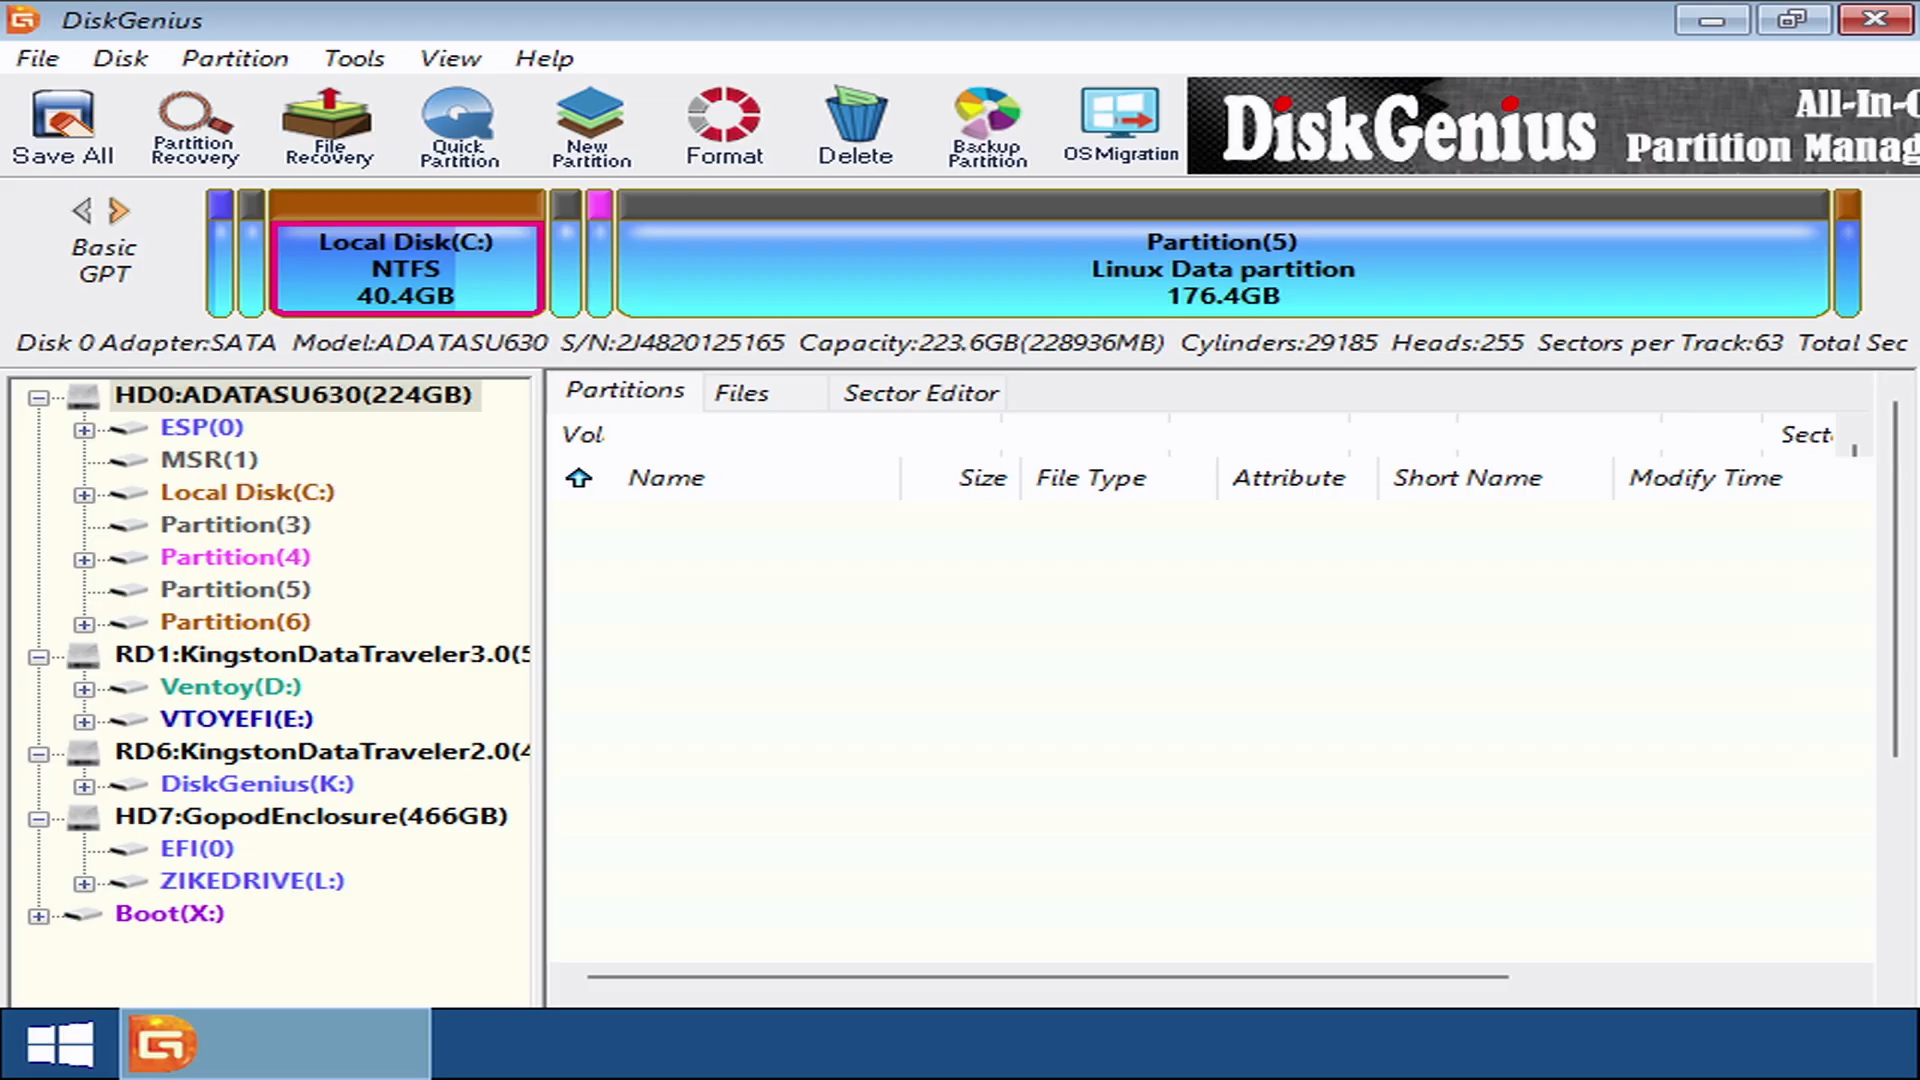 DiskGenius
File Disk Partition Tools View Help
Save All
Partition Recovery
File Recovery
Quick Partition
New Partition
Format
Delete
Backup Partition
OS Migration
DiskGenius
All-In-O
Partition Manag
Basic
GPT
Local Disk(C:)
NTFS
40.4GB
Partition(5)
Linux Data partition
176.4GB
Disk 0 Adapter:SATA Model:ADATASU630 S/N:2J4820125165 Capacity:223.6GB(228936MB) Cylinders:29185 Heads:255 Sectors per Track:63 Total Sec
HD0:ADATASU630(224GB)
ESP(0)
MSR(1)
Local Disk(C:)
Partition(3)
Partition(4)
Partition(5)
Partition(6)
RD1:KingstonDataTraveler3.0(5
Ventoy(D:)
VTOYEFI(E:)
RD6:KingstonDataTraveler2.0(4
DiskGenius(K:)
HD7:GopodEnclosure(466GB)
EFI(0)
ZIKEDRIVE(L:)
Boot(X:)
Partitions Files Sector Editor
Vol Sect
Name Size File Type Attribute Short Name Modify Time